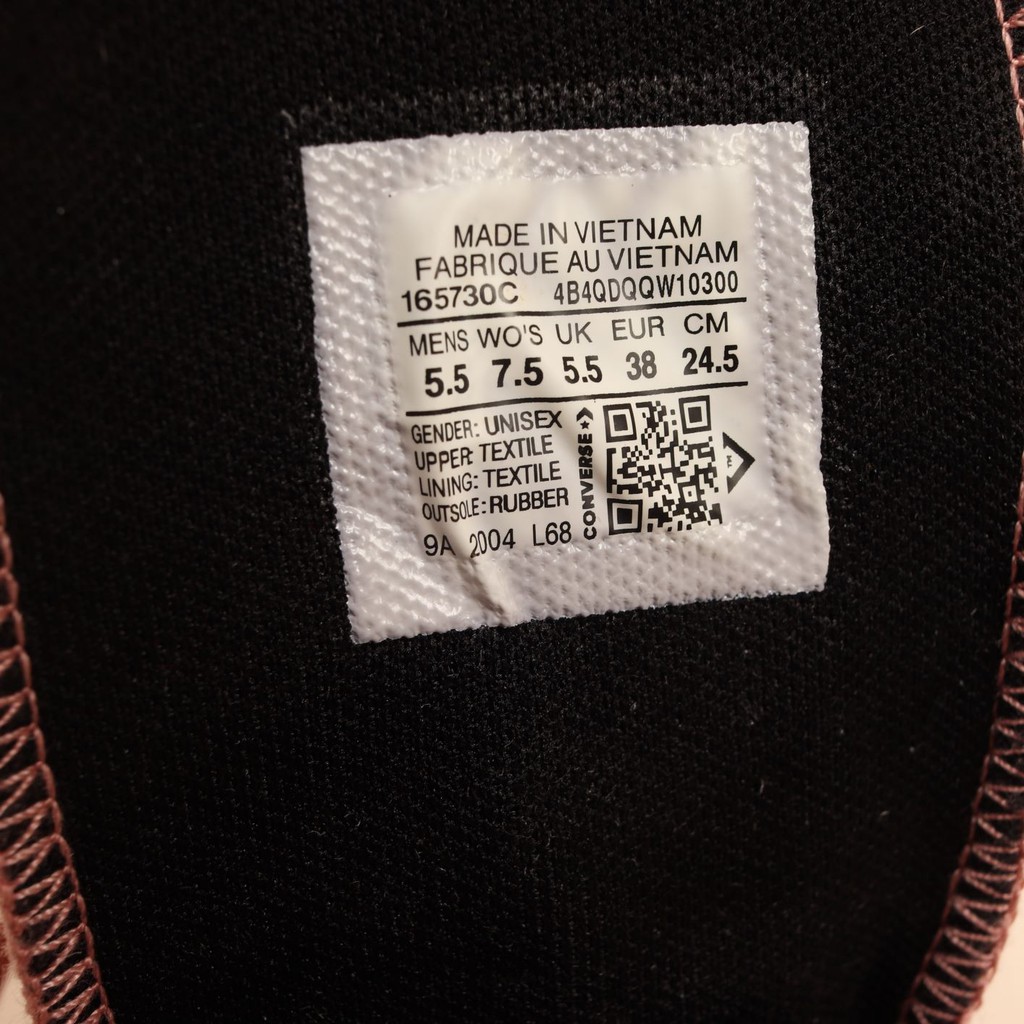 MADE IN VIETNAM
FABRIQUE AU VIETNAM
165730C 4B4QDQQW10300
MENS WO'S UK EUR CM
5.5 7.5 5.5 38 24.5
GENDER: UNISEX
UPPER: TEXTILE
LINING: TEXTILE
OUTSOLE: RUBBER
9A 2004 L68
CONVERSE
TM